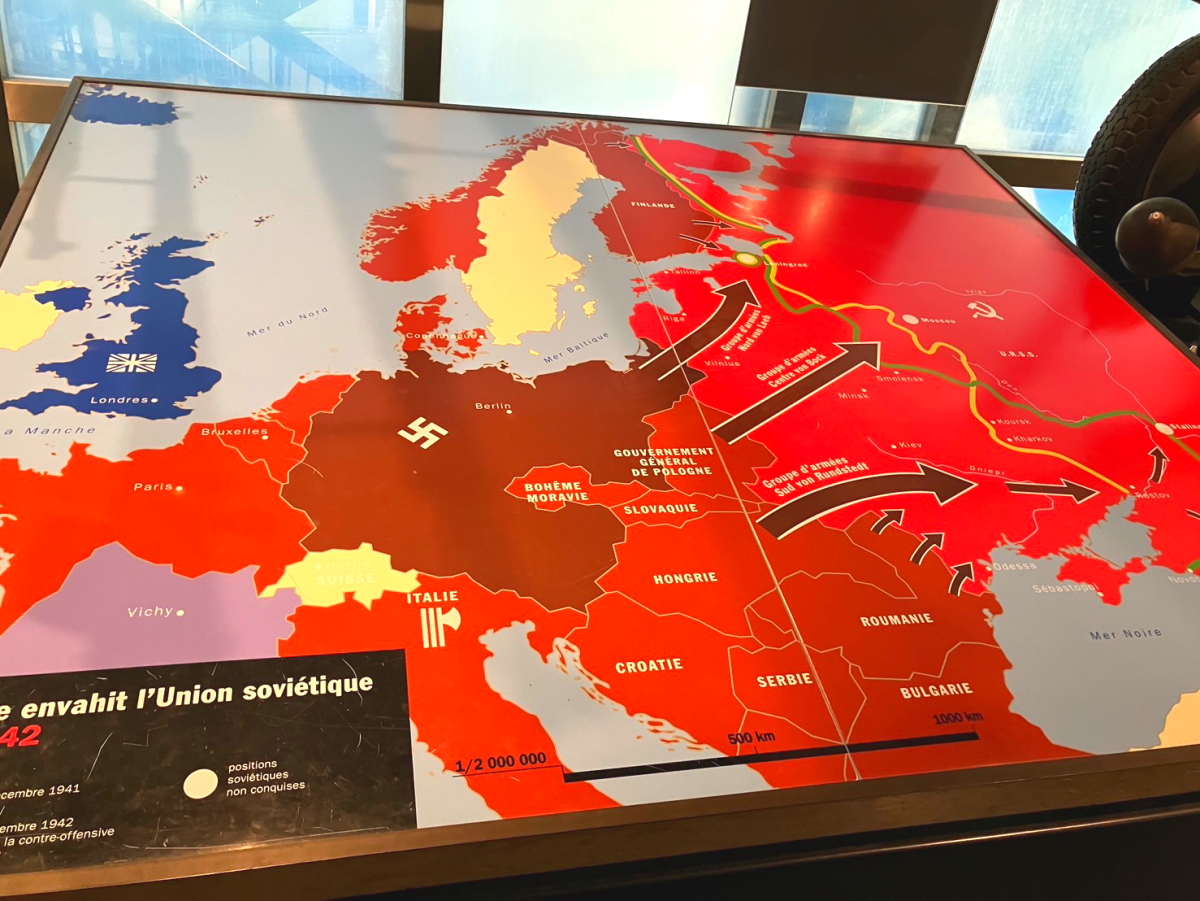 FINLANDE
Tallinn
Leningrad
Volga
Moscou
Riga
Mer du Nord
Copenhague
Mer Baltique
Groupe d'armées
Nord von Leeb
U.R.S.S.
Vilnius
Groupe d'armées
Centre von Bock
Smolensk
Minsk
Don
Londres
Berlin
a Manche
Bruxelles
Koursk
Kharkov
Kiev
Dniepr
GOUVERNEMENT
GÉNÉRAL
DE POLOGNE
Groupe d'armées
Sud von Rundstedt
Paris
BOHÊME
MORAVIE
SLOVAQUIE
Rostov
SUISSE
HONGRIE
Odessa
Sébastopol
Vichy
ITALIE
ROUMANIE
Mer Noire
CROATIE
SERBIE
BULGARIE
e envahit l'Union soviétique
42
1/2 000 000
500 km
1000 km
positions
soviétiques
non conquises
cembre 1941
embre 1942
la contre-offensive